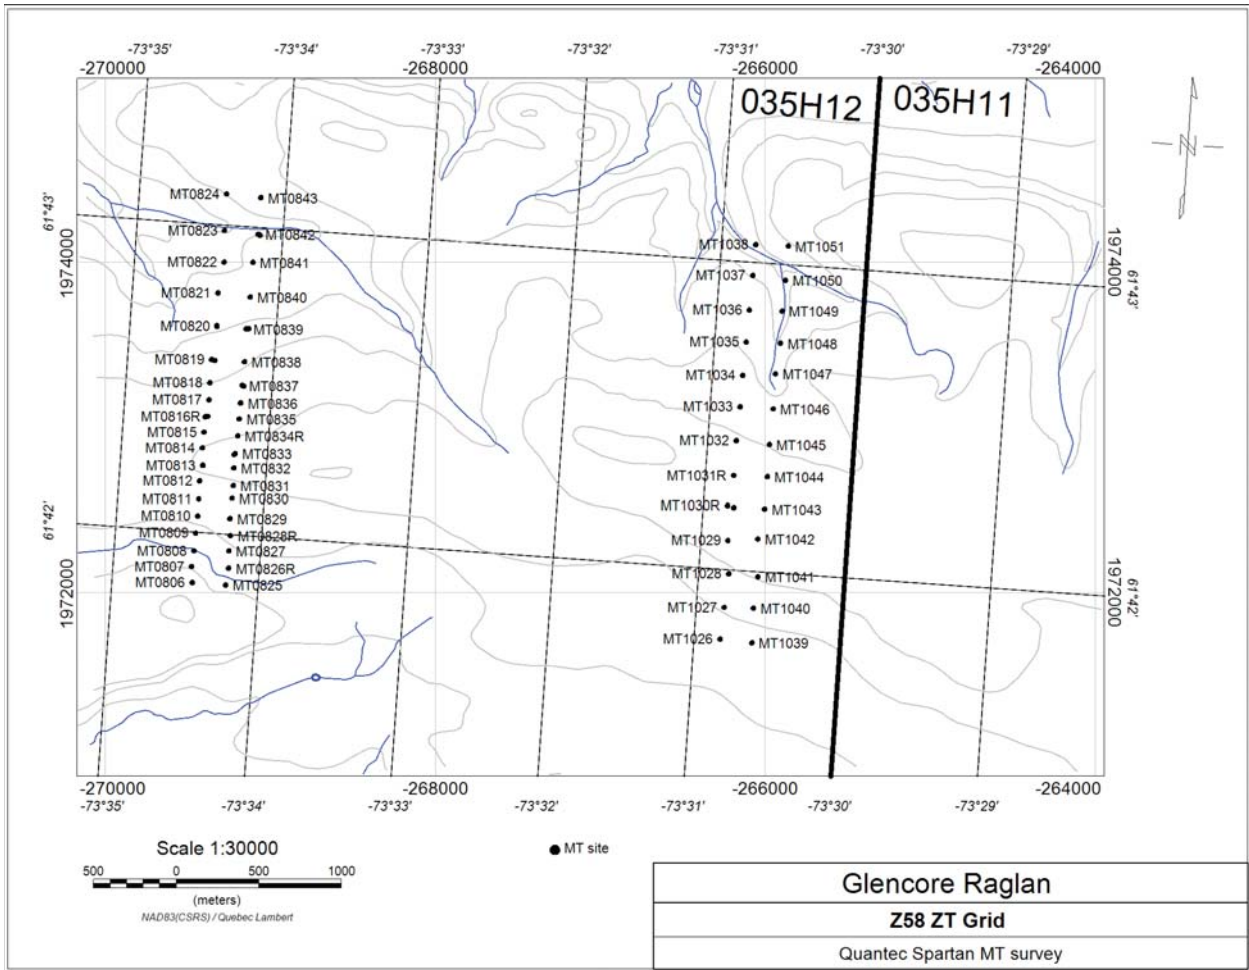 -73°35' -73°34' -73°33' -73°32' -73°31' -73°30' -73°29'
-270000 -268000 -266000 -264000
035H12 035H11
N
61°43'
1974000
61°42'
1972000
1974000
61°43'
1972000
61°42'
MT0824 MT0843
MT0823 MT0842
MT0822 MT0841
MT0821 MT0840
MT0820 MT0839
MT0819 MT0838
MT0818 MT0837
MT0817 MT0836
MT0816R MT0835
MT0815 MT0834R
MT0814 MT0833
MT0813 MT0832
MT0812 MT0831
MT0811 MT0830
MT0810 MT0829
MT0809 MT0828R
MT0808 MT0827
MT0807 MT0826R
MT0806 MT0825
MT1038 MT1051
MT1037 MT1050
MT1036 MT1049
MT1035 MT1048
MT1034 MT1047
MT1033 MT1046
MT1032 MT1045
MT1031R MT1044
MT1030R MT1043
MT1029 MT1042
MT1028 MT1041
MT1027 MT1040
MT1026 MT1039
-270000 -268000 -266000 -264000
-73°35' -73°34' -73°33' -73°32' -73°31' -73°30' -73°29'
Scale 1:30000
500 0 500 1000
(meters)
NAD83(CSRS) / Quebec Lambert
MT site
Glencore Raglan
Z58 ZT Grid
Quantec Spartan MT survey